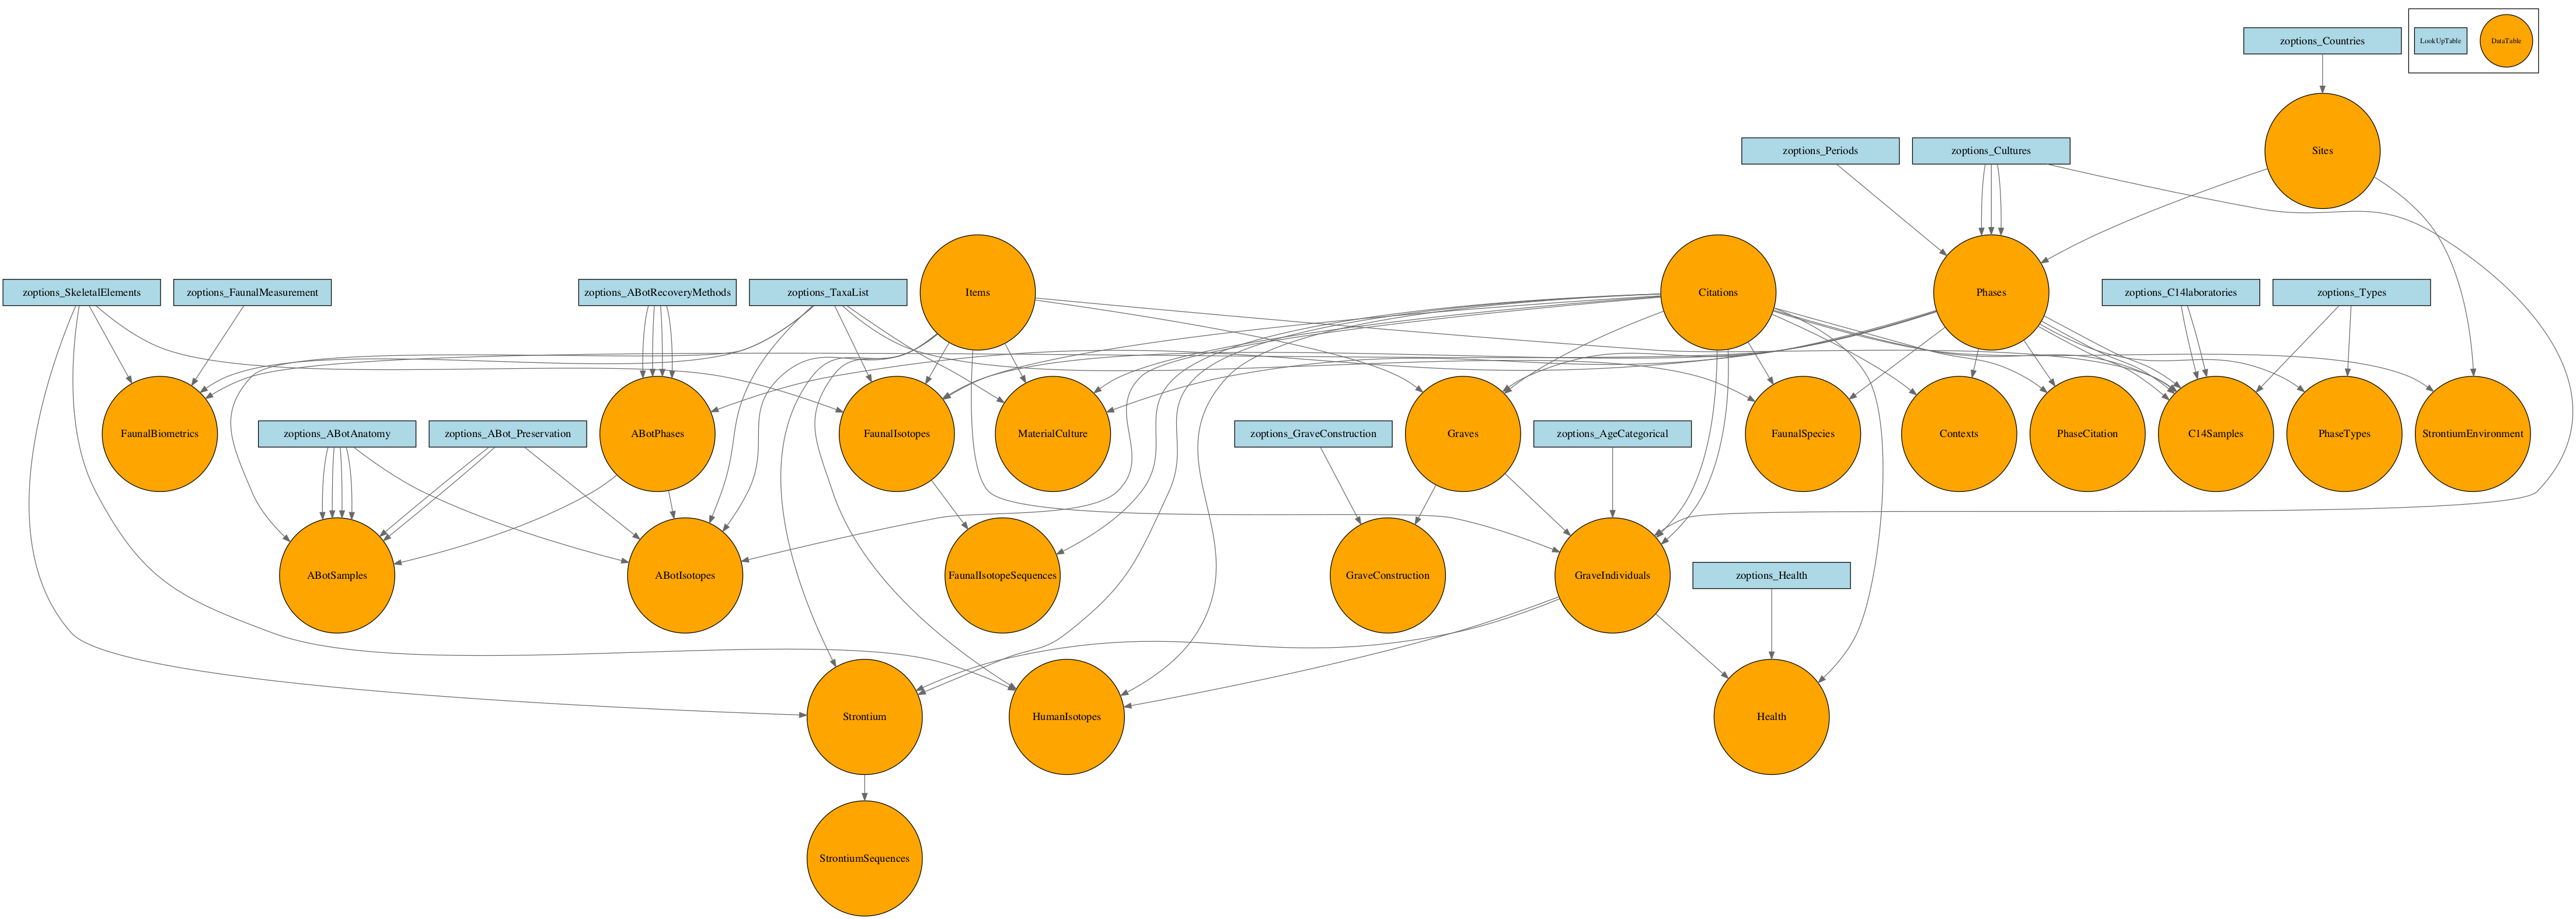 zoptions_Countries
LookUpTable
DataTable
zoptions_Periods
zoptions_Cultures
Sites
zoptions_SkeletalElements
zoptions_FaunalMeasurement
zoptions_ABotRecoveryMethods
zoptions_TaxaList
Items
Citations
Phases
zoptions_C14laboratories
zoptions_Types
FaunalBiometrics
zoptions_ABotAnatomy
zoptions_ABot_Preservation
ABotPhases
FaunalIsotopes
MaterialCulture
zoptions_GraveConstruction
Graves
zoptions_AgeCategorical
FaunalSpecies
Contexts
PhaseCitation
C14Samples
PhaseTypes
StrontiumEnvironment
ABotSamples
ABotIsotopes
FaunalIsotopeSequences
GraveConstruction
GraveIndividuals
zoptions_Health
Strontium
HumanIsotopes
Health
StrontiumSequences